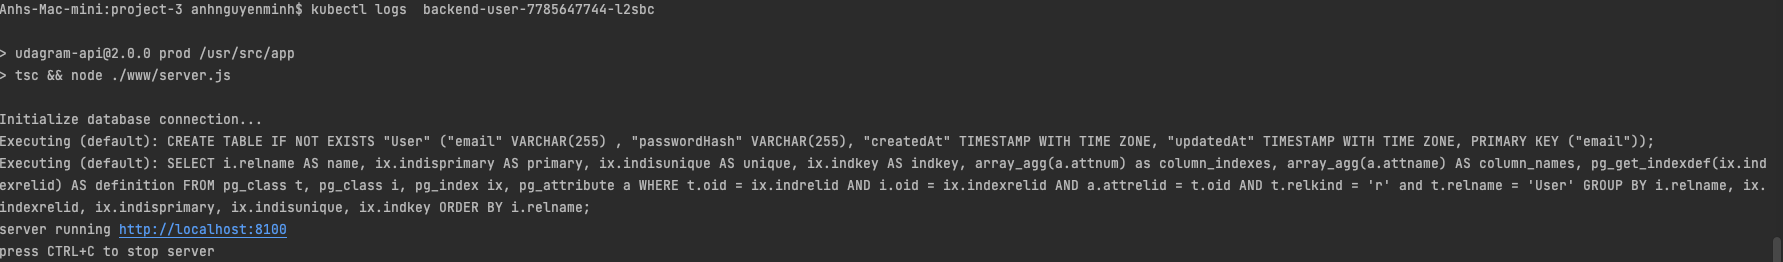 Anhs-Mac-mini:project-3 anhnguyenminh$ kubectl logs  backend-user-7785647744-l2sbc
> udagram-api@2.0.0 prod /usr/src/app
> tsc && node ./www/server.js
Initialize database connection...
Executing (default): CREATE TABLE IF NOT EXISTS "User" ("email" VARCHAR(255) , "passwordHash" VARCHAR(255), "createdAt" TIMESTAMP WITH TIME ZONE, "updatedAt" TIMESTAMP WITH TIME ZONE, PRIMARY KEY ("email"));
Executing (default): SELECT i.relname AS name, ix.indisprimary AS primary, ix.indisunique AS unique, ix.indkey AS indkey, array_agg(a.attnum) as column_indexes, array_agg(a.attname) AS column_names, pg_get_indexdef(ix.ind
exrelid) AS definition FROM pg_class t, pg_class i, pg_index ix, pg_attribute a WHERE t.oid = ix.indrelid AND i.oid = ix.indexrelid AND a.attrelid = t.oid AND t.relkind = 'r' and t.relname = 'User' GROUP BY i.relname, ix.
indexrelid, ix.indisprimary, ix.indisunique, ix.indkey ORDER BY i.relname;
server running http://localhost:8100
press CTRL+C to stop server